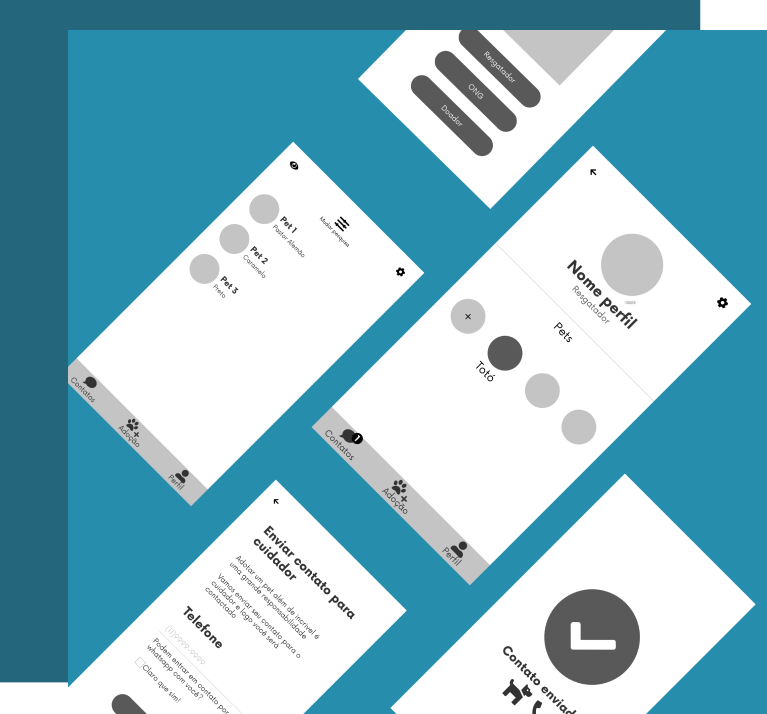 Resgatador
ONG
Doador
Mudar pesquisa
Pet 1
Pastor Alemão
Pet 2
Caramelo
Pet 3
Preto
Contatos
Adoção
Perfil
Nome perfil
Resgatador
Pets
Totó
1
Contatos
Adoção
Perfil
Enviar contato para
cuidador
Adotar um pet além de incrível é
uma grande responsabilidade
Vamos enviar seu contato para o
cuidador e logo você será
contactado
Telefone
(11)9999-9999
Podem entrar em contato por
whatsapp com você?
Claro que sim!
Contato enviad